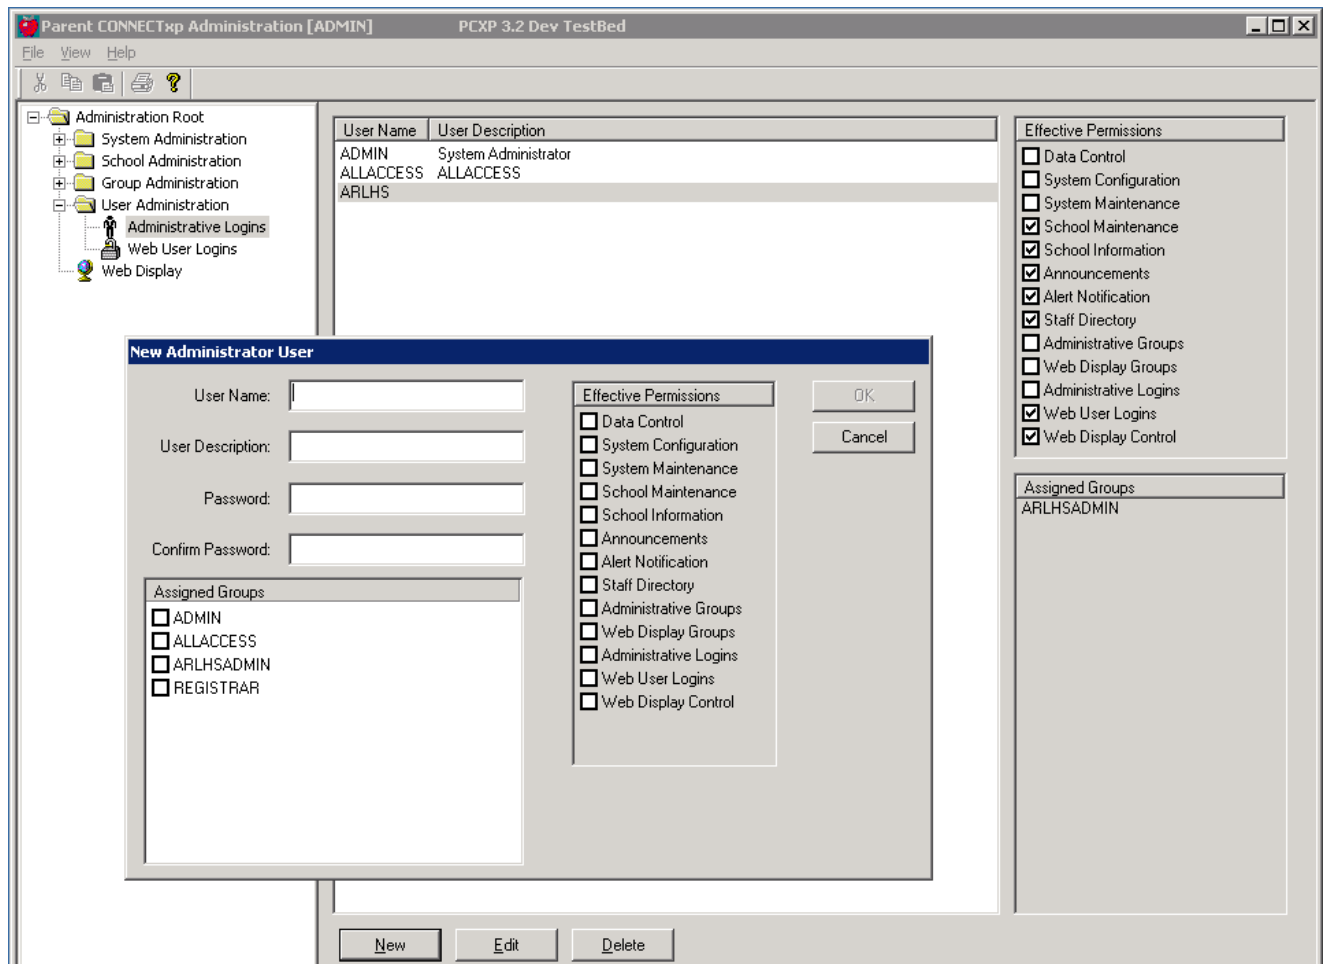 Parent CONNECTxp Administration [ADMIN] PCXP 3.2 Dev TestBed
File View Help
Administration Root
System Administration
School Administration
Group Administration
User Administration
Administrative Logins
Web User Logins
Web Display
User Name User Description
ADMIN System Administrator
ALLACCESS ALLACCESS
ARLHS
Effective Permissions
Data Control
System Configuration
System Maintenance
School Maintenance
School Information
Announcements
Alert Notification
Staff Directory
Administrative Groups
Web Display Groups
Administrative Logins
Web User Logins
Web Display Control
Assigned Groups
ARLHSADMIN
New Administrator User
User Name:
User Description:
Password:
Confirm Password:
Assigned Groups
ADMIN
ALLACCESS
ARLHSADMIN
REGISTRAR
Effective Permissions
Data Control
System Configuration
System Maintenance
School Maintenance
School Information
Announcements
Alert Notification
Staff Directory
Administrative Groups
Web Display Groups
Administrative Logins
Web User Logins
Web Display Control
OK
Cancel
New Edit Delete